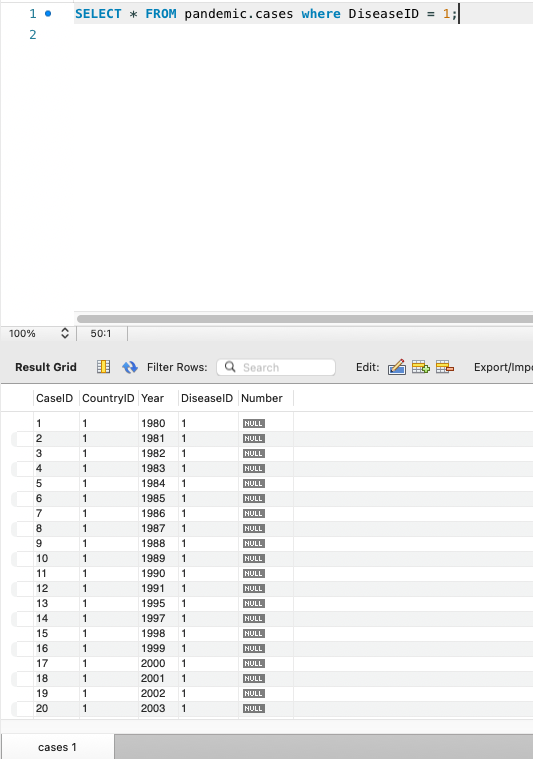 1 SELECT * FROM pandemic.cases where DiseaseID = 1;
2
100% 50:1
Result Grid Filter Rows: Search Edit: Export/Impo
CaseID CountryID Year DiseaseID Number
1 1 1980 1 NULL
2 1 1981 1 NULL
3 1 1982 1 NULL
4 1 1983 1 NULL
5 1 1984 1 NULL
6 1 1985 1 NULL
7 1 1986 1 NULL
8 1 1987 1 NULL
9 1 1988 1 NULL
10 1 1989 1 NULL
11 1 1990 1 NULL
12 1 1991 1 NULL
13 1 1995 1 NULL
14 1 1997 1 NULL
15 1 1998 1 NULL
16 1 1999 1 NULL
17 1 2000 1 NULL
18 1 2001 1 NULL
19 1 2002 1 NULL
20 1 2003 1 NULL
cases 1